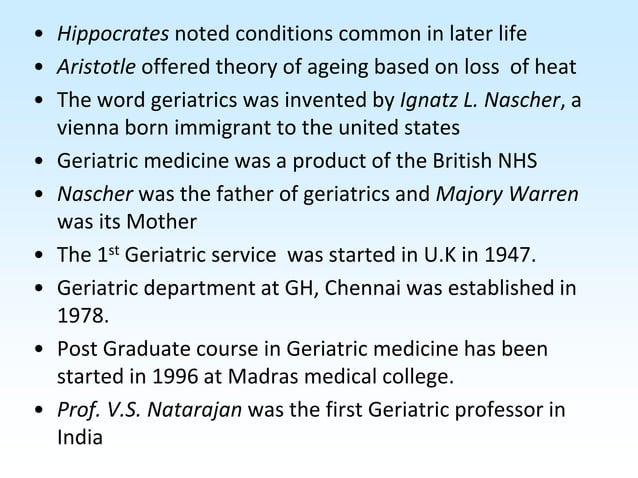 • Hippocrates noted conditions common in later life
• Aristotle offered theory of ageing based on loss  of heat
• The word geriatrics was invented by Ignatz L. Nascher, a
vienna born immigrant to the united states
• Geriatric medicine was a product of the British NHS
• Nascher was the father of geriatrics and Majory Warren
was its Mother
• The 1st Geriatric service  was started in U.K in 1947.
• Geriatric department at GH, Chennai was established in
1978.
• Post Graduate course in Geriatric medicine has been
started in 1996 at Madras medical college.
• Prof. V.S. Natarajan was the first Geriatric professor in
India